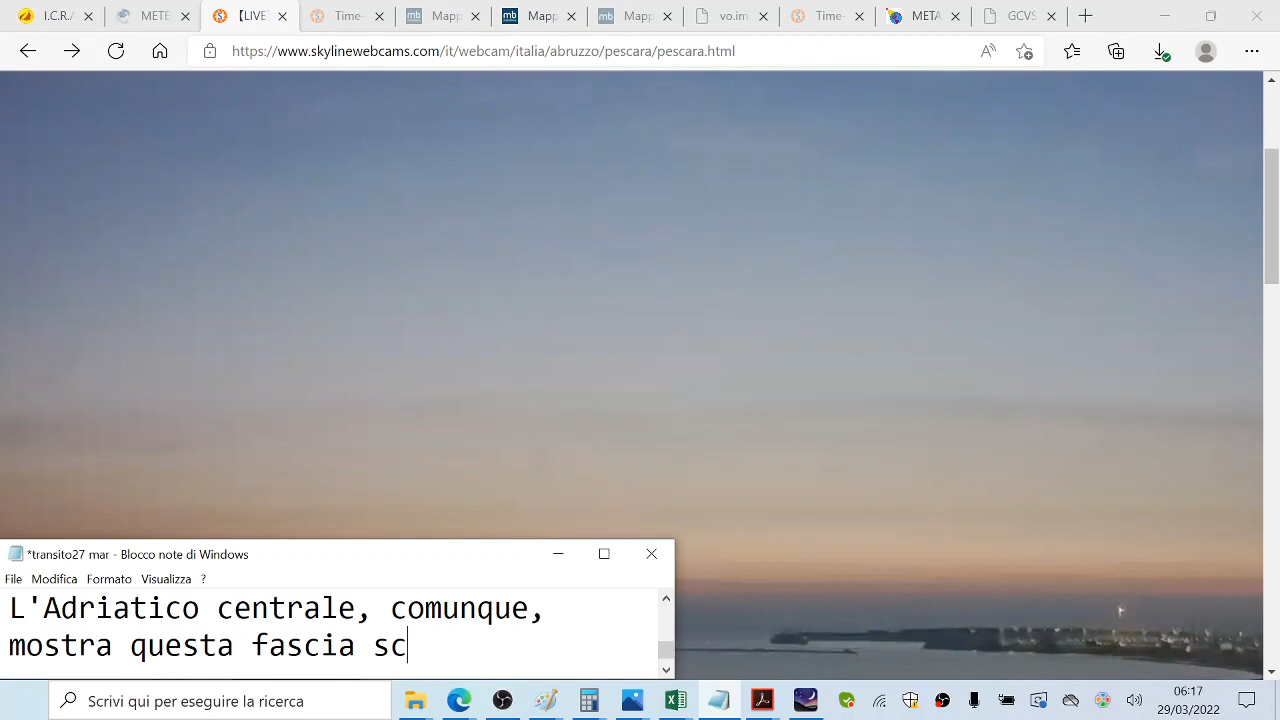 I.C.R.
METE
【LIVE
Time-
Mapp
Mapp
Mapp
vo.im
Time-
META
GCVS
https://www.skylinewebcams.com/it/webcam/italia/abruzzo/pescara/pescara.html
*transito27 mar - Blocco note di Windows
File Modifica Formato Visualizza ?
L'Adriatico centrale, comunque,
mostra questa fascia sc
Scrivi qui per eseguire la ricerca
06:17
29/03/2022